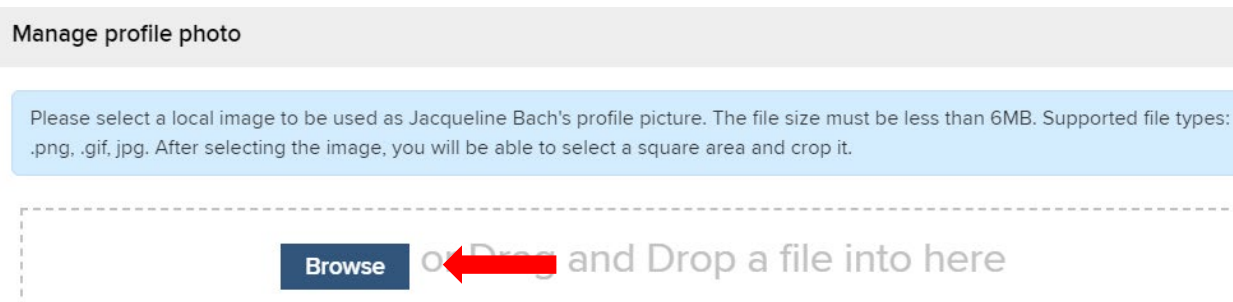 Manage profile photo
Please select a local image to be used as Jacqueline Bach's profile picture. The file size must be less than 6MB. Supported file types:
.png, .gif, jpg. After selecting the image, you will be able to select a square area and crop it.
Browse or Drag and Drop a file into here